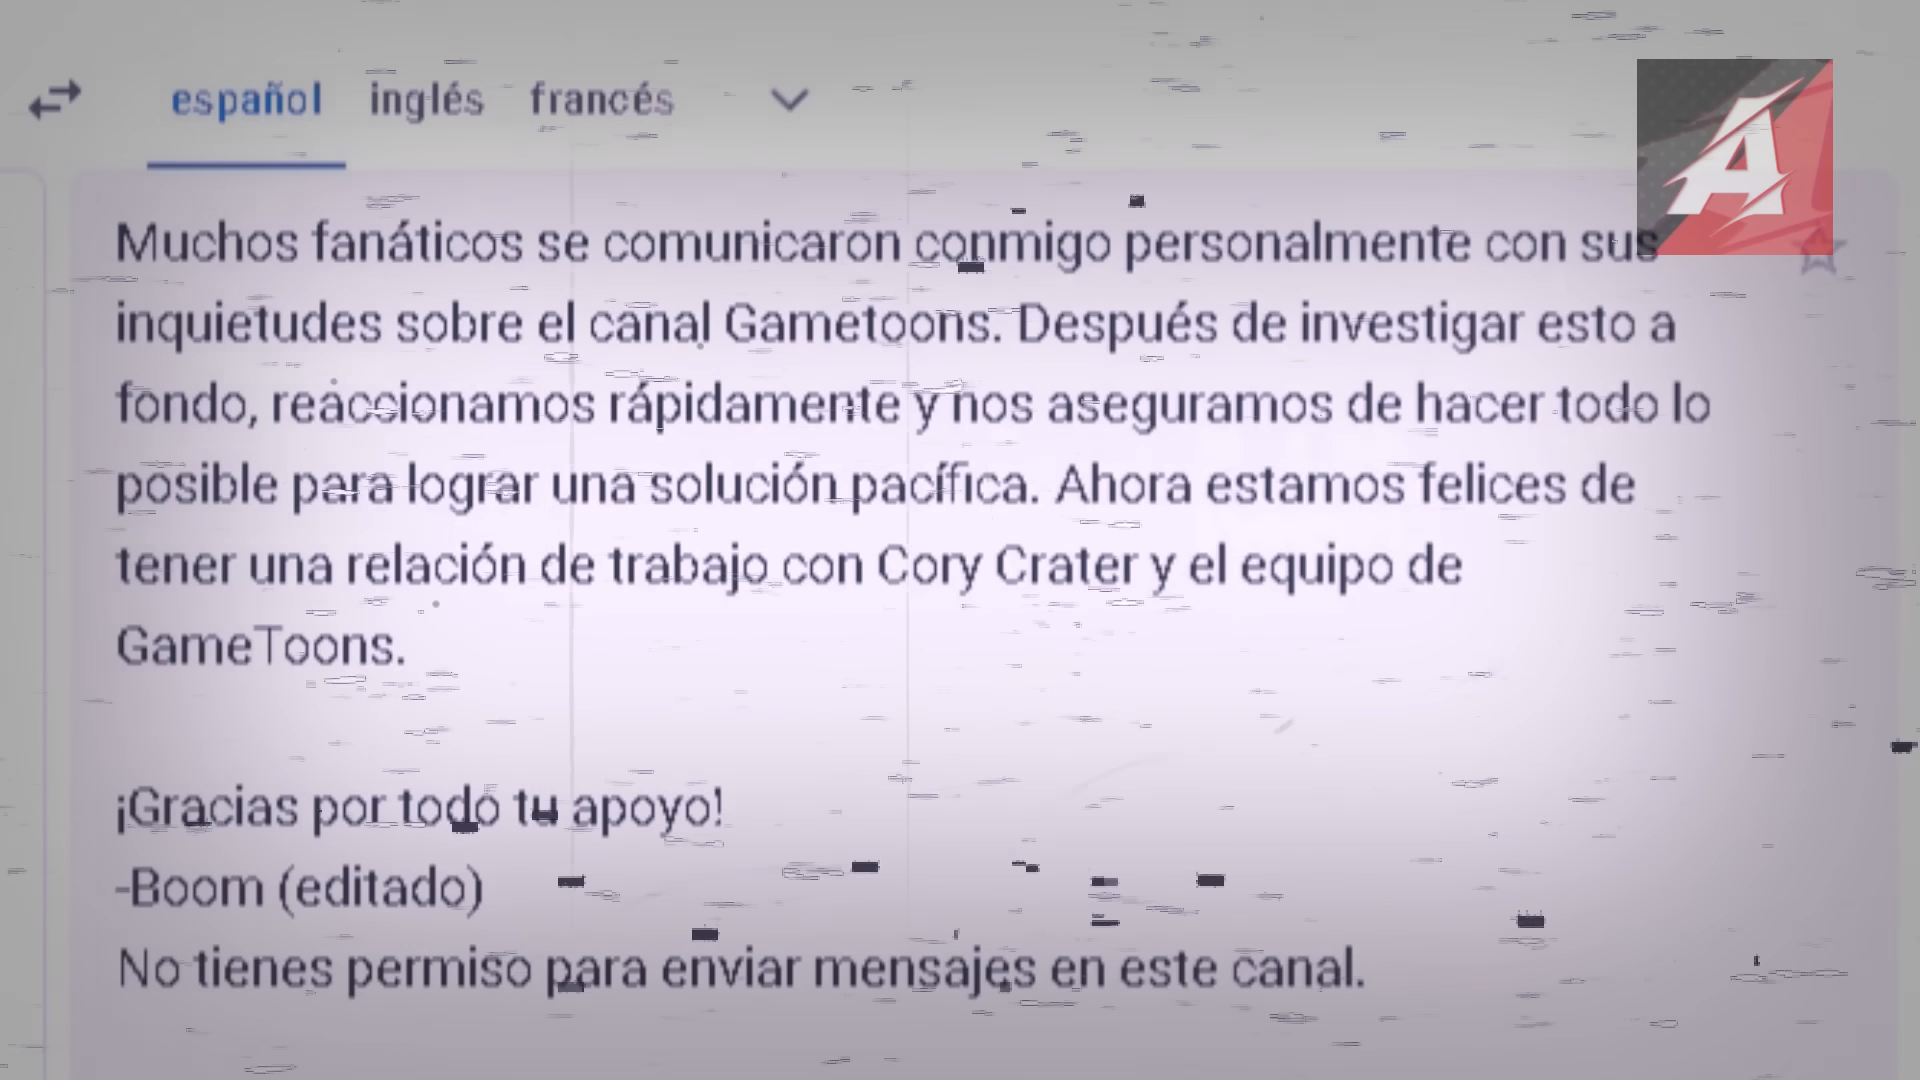 español inglés francés
Muchos fanáticos se comunicaron conmigo personalmente con sus
inquietudes sobre el canal Gametoons. Después de investigar esto a
fondo, reaccionamos rápidamente y nos aseguramos de hacer todo lo
posible para lograr una solución pacífica. Ahora estamos felices de
tener una relación de trabajo con Cory Crater y el equipo de
GameToons.
¡Gracias por todo tu apoyo!
-Boom (editado)
No tienes permiso para enviar mensajes en este canal.
A